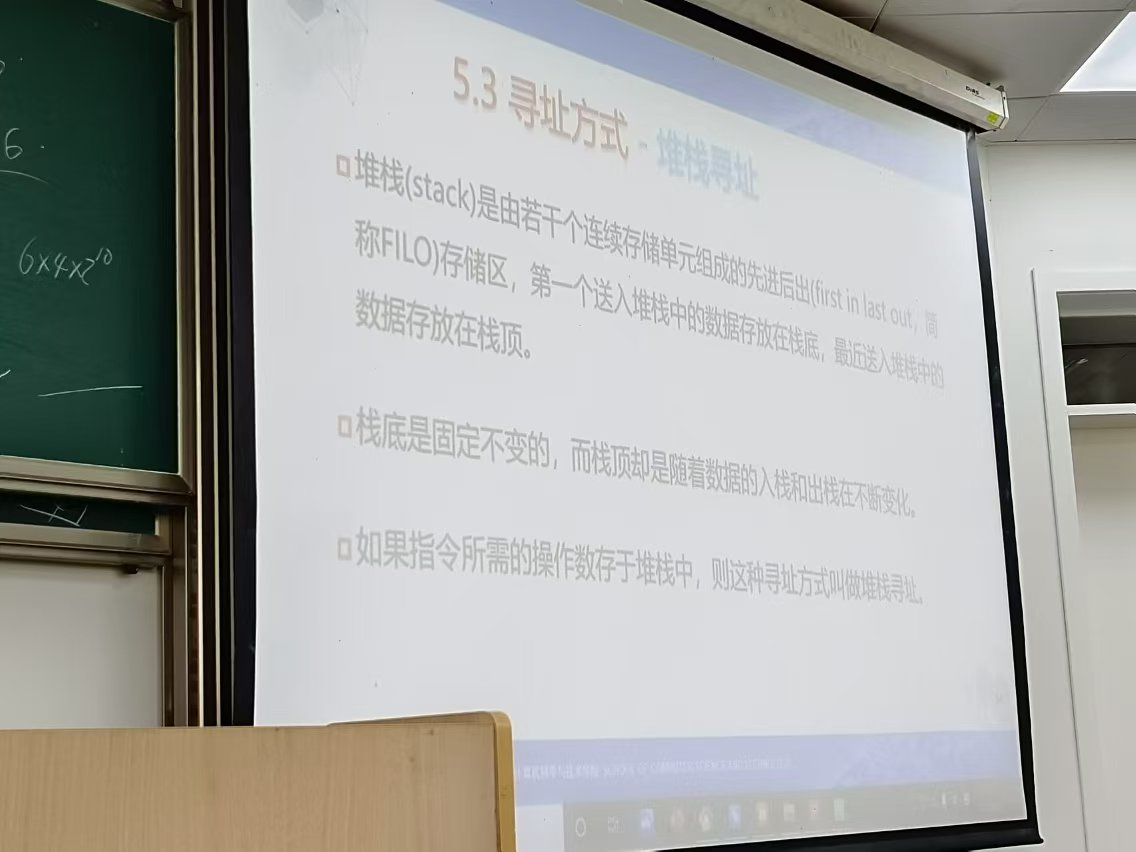 5.3 寻址方式 - 堆栈寻址
堆栈(stack)是由若干个连续存储单元组成的先进后出(first in last out，简
称FILO)存储区，第一个送入堆栈中的数据存放在栈底，最近送入堆栈中的
数据存放在栈顶。
栈底是固定不变的，而栈顶却是随着数据的入栈和出栈在不断变化。
如果指令所需的操作数存于堆栈中，则这种寻址方式叫做堆栈寻址。
SCHOOL OF COMPUTER SCIENCE AND TECHNOLOGY
6
6×4×2¹⁰